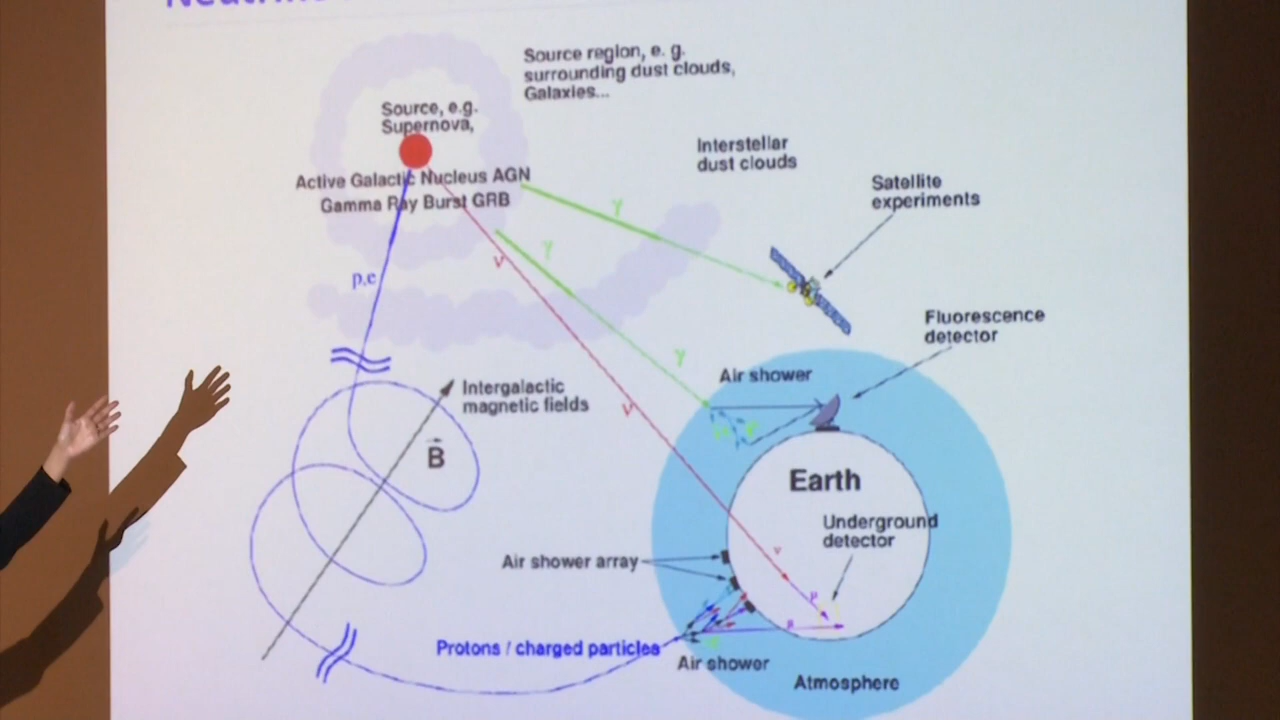 Source region, e. g.
surrounding dust clouds,
Galaxies...
Source, e.g.
Supernova,
Active Galactic Nucleus AGN
Gamma Ray Burst GRB
Interstellar
dust clouds
Satellite
experiments
γ
γ
ν
p,e
Fluorescence
detector
γ
Air shower
Intergalactic
magnetic fields
ν
B
Earth
Underground
detector
Air shower array
ν
μ
μ
Protons / charged particles
Air shower
Atmosphere